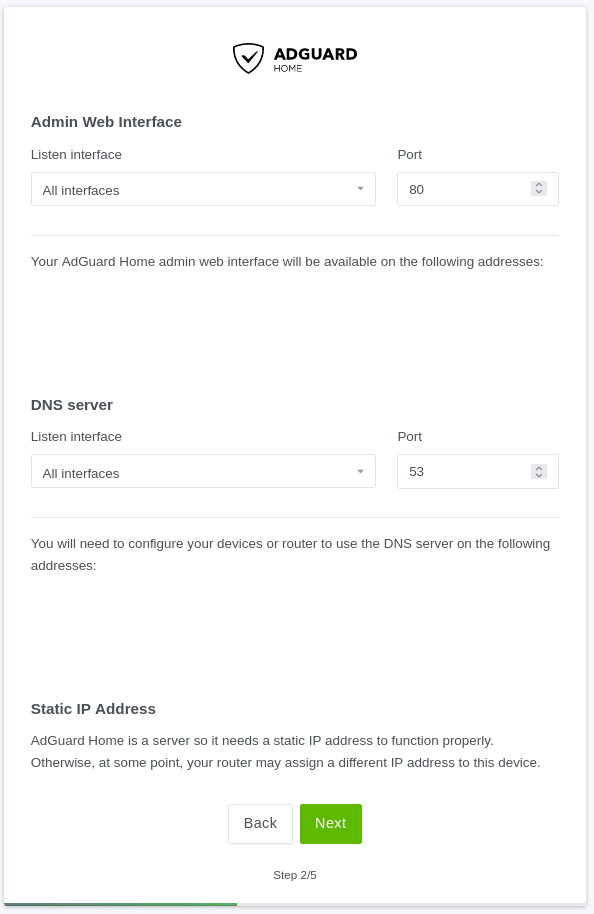 ADGUARD
HOME
Admin Web Interface
Listen interface
Port
All interfaces
80
Your AdGuard Home admin web interface will be available on the following addresses:
DNS server
Listen interface
Port
All interfaces
53
You will need to configure your devices or router to use the DNS server on the following
addresses:
Static IP Address
AdGuard Home is a server so it needs a static IP address to function properly.
Otherwise, at some point, your router may assign a different IP address to this device.
Back
Next
Step 2/5